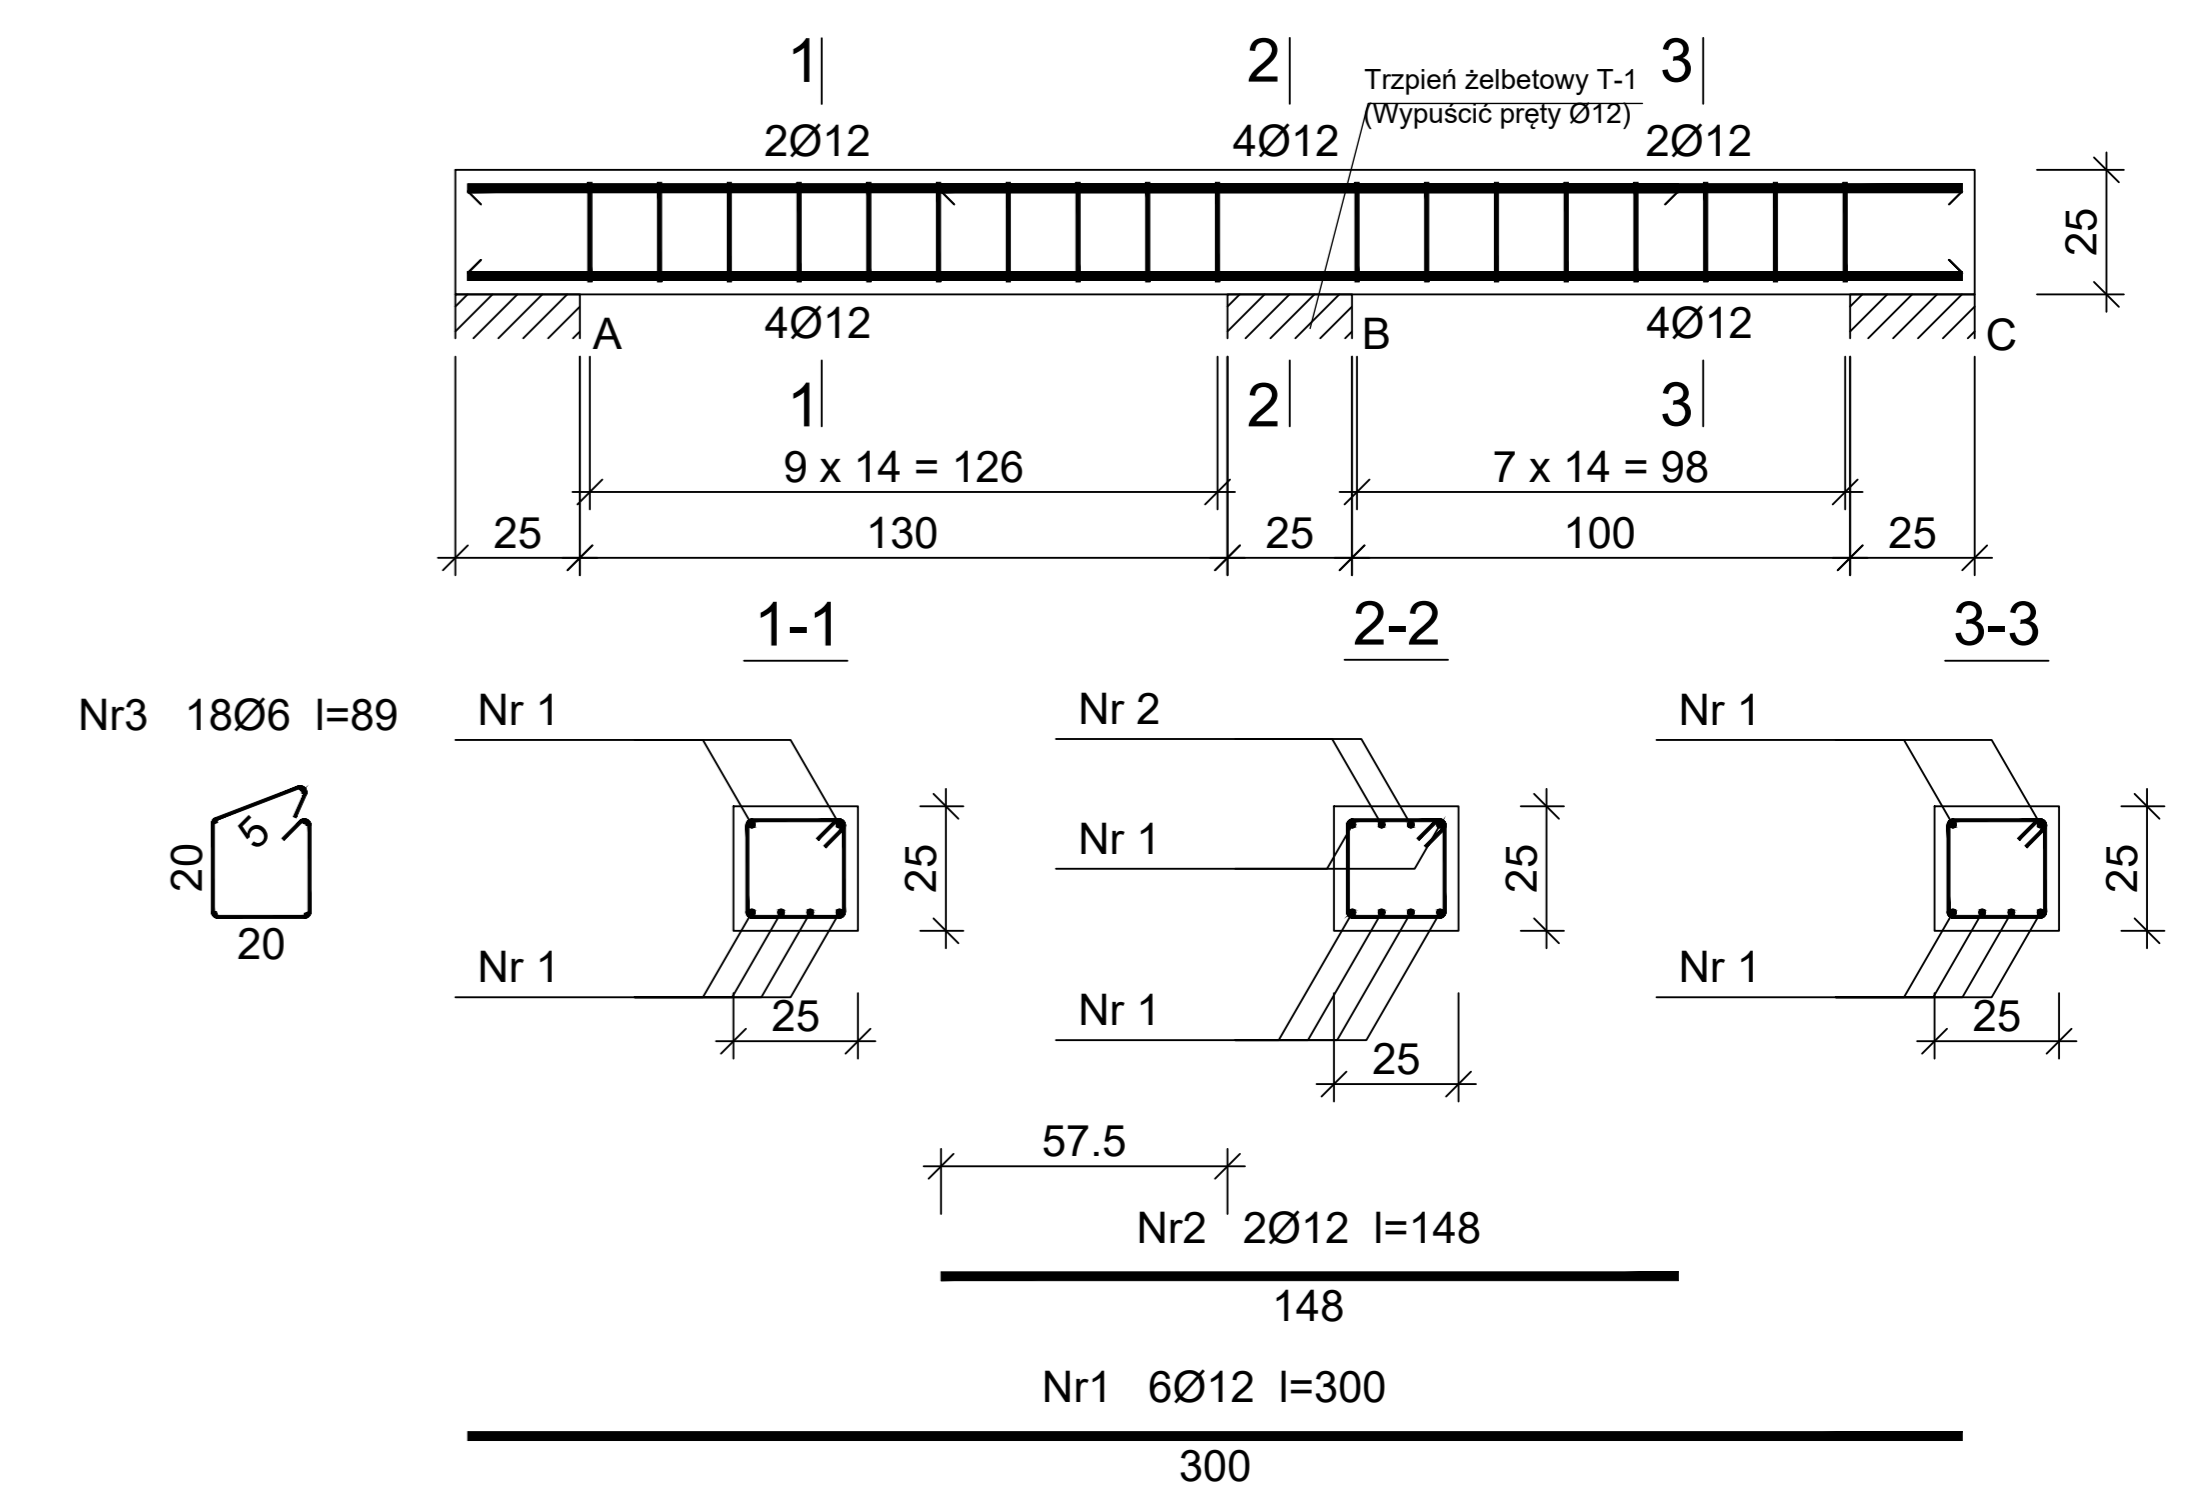 1
2
3
Trzpień żelbetowy T-1
(Wypuścić pręty Ø12)
2Ø12
4Ø12
2Ø12
25
4Ø12
4Ø12
A
B
C
1
2
3
9 x 14 = 126
7 x 14 = 98
25
130
25
100
25
1-1
2-2
3-3
Nr3 18Ø6 l=89
5
20
20
Nr 1
25
Nr 1
25
Nr 2
Nr 1
25
Nr 1
25
Nr 1
25
Nr 1
25
57.5
Nr2 2Ø12 l=148
148
Nr1 6Ø12 l=300
300